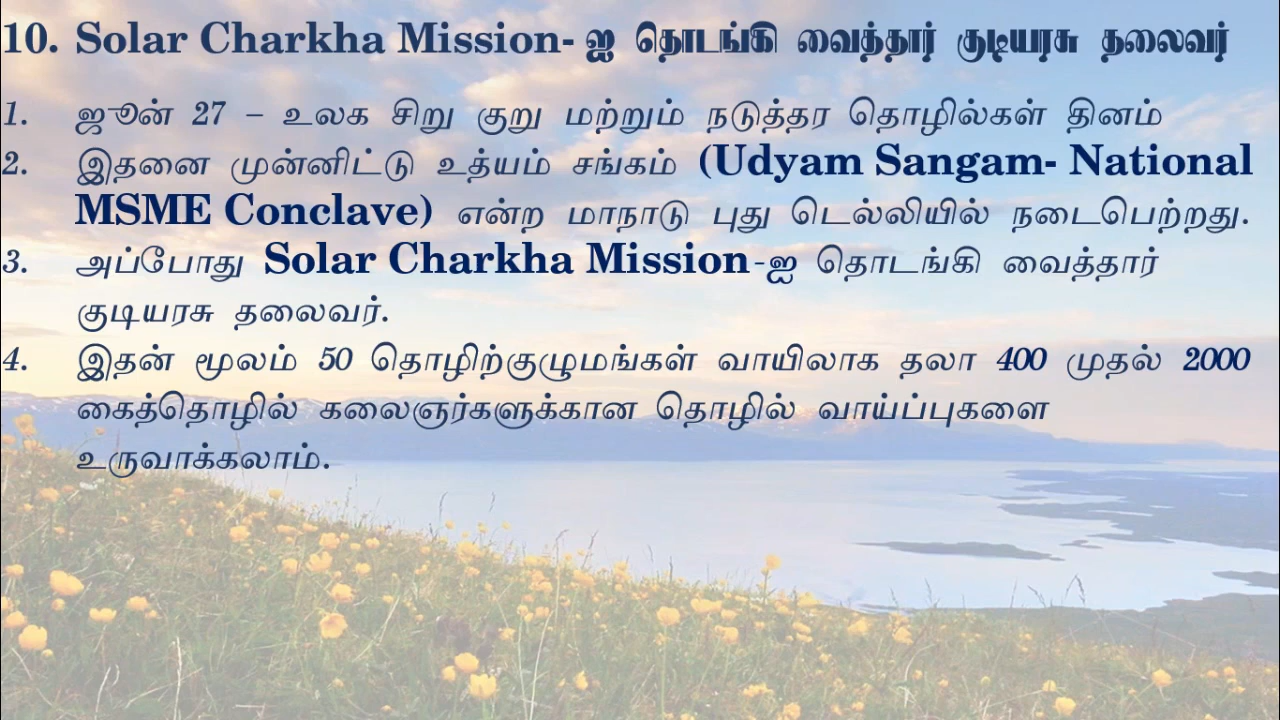 10. Solar Charkha Mission- ஐ தொடங்கி வைத்தார் குடியரசு தலைவர்
1. ஜூன் 27 – உலக சிறு குறு மற்றும் நடுத்தர தொழில்கள் தினம்
2. இதனை முன்னிட்டு உத்யம் சங்கம் (Udyam Sangam- National
MSME Conclave) என்ற மாநாடு புது டெல்லியில் நடைபெற்றது.
3. அப்போது Solar Charkha Mission-ஐ தொடங்கி வைத்தார்
குடியரசு தலைவர்.
4. இதன் மூலம் 50 தொழிற்குழுமங்கள் வாயிலாக தலா 400 முதல் 2000
கைத்தொழில் கலைஞர்களுக்கான தொழில் வாய்ப்புகளை
உருவாக்கலாம்.